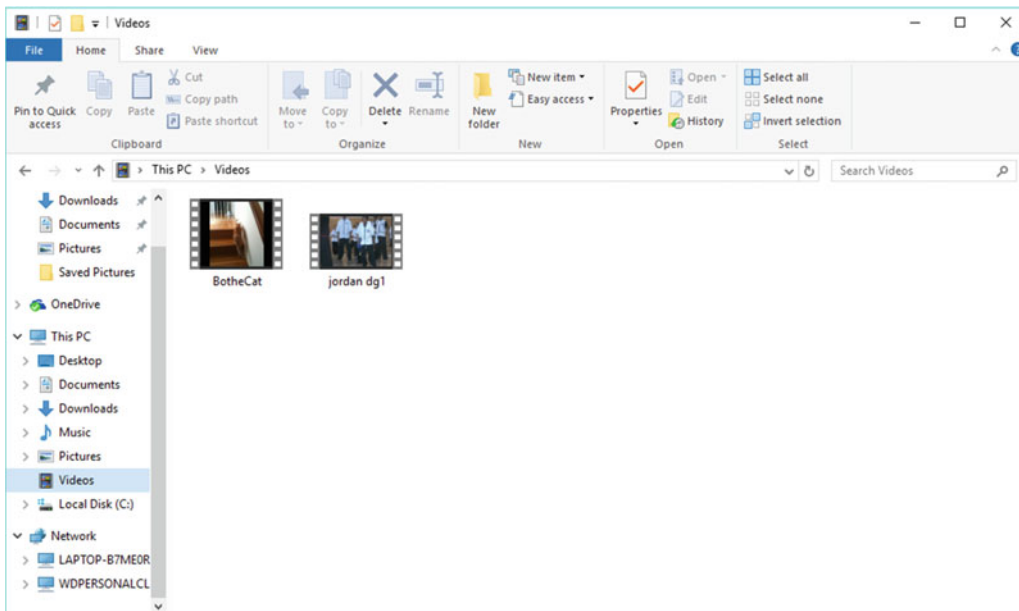 Videos
File Home Share View
Pin to Quick access
Copy
Paste
Cut
Copy path
Paste shortcut
Clipboard
Move to
Copy to
Delete
Rename
Organize
New folder
New item
Easy access
New
Properties
Open
Edit
History
Open
Select all
Select none
Invert selection
Select
This PC > Videos
Search Videos
Downloads
Documents
Pictures
Saved Pictures
OneDrive
This PC
Desktop
Documents
Downloads
Music
Pictures
Videos
Local Disk (C:)
Network
LAPTOP-B7ME0R
WDPERSONALCL
BotheCat
jordan dg1